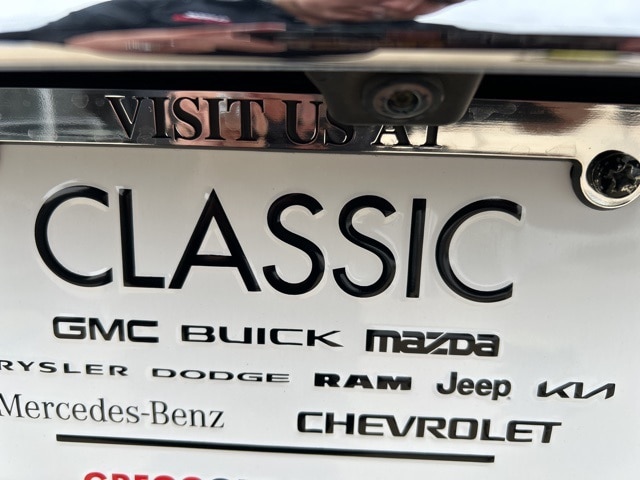 VISIT US AT
CLASSIC
GMC BUICK mazda
RYSLER DODGE RAM Jeep KIA
Mercedes-Benz CHEVROLET